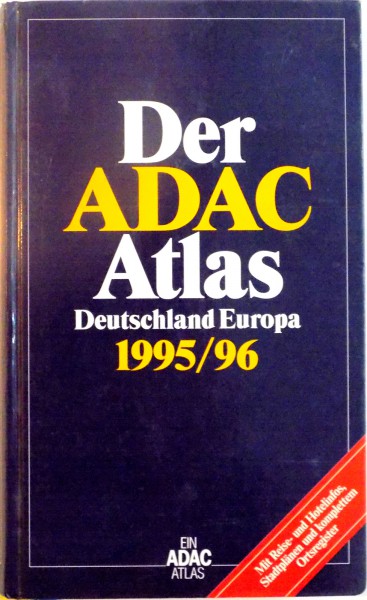 Der
ADAC
Atlas
Deutschland Europa
1995/96
Mit Reise- und Hotelinfos,
Stadtplänen und komplettem
Ortsregister
EIN
ADAC
ATLAS